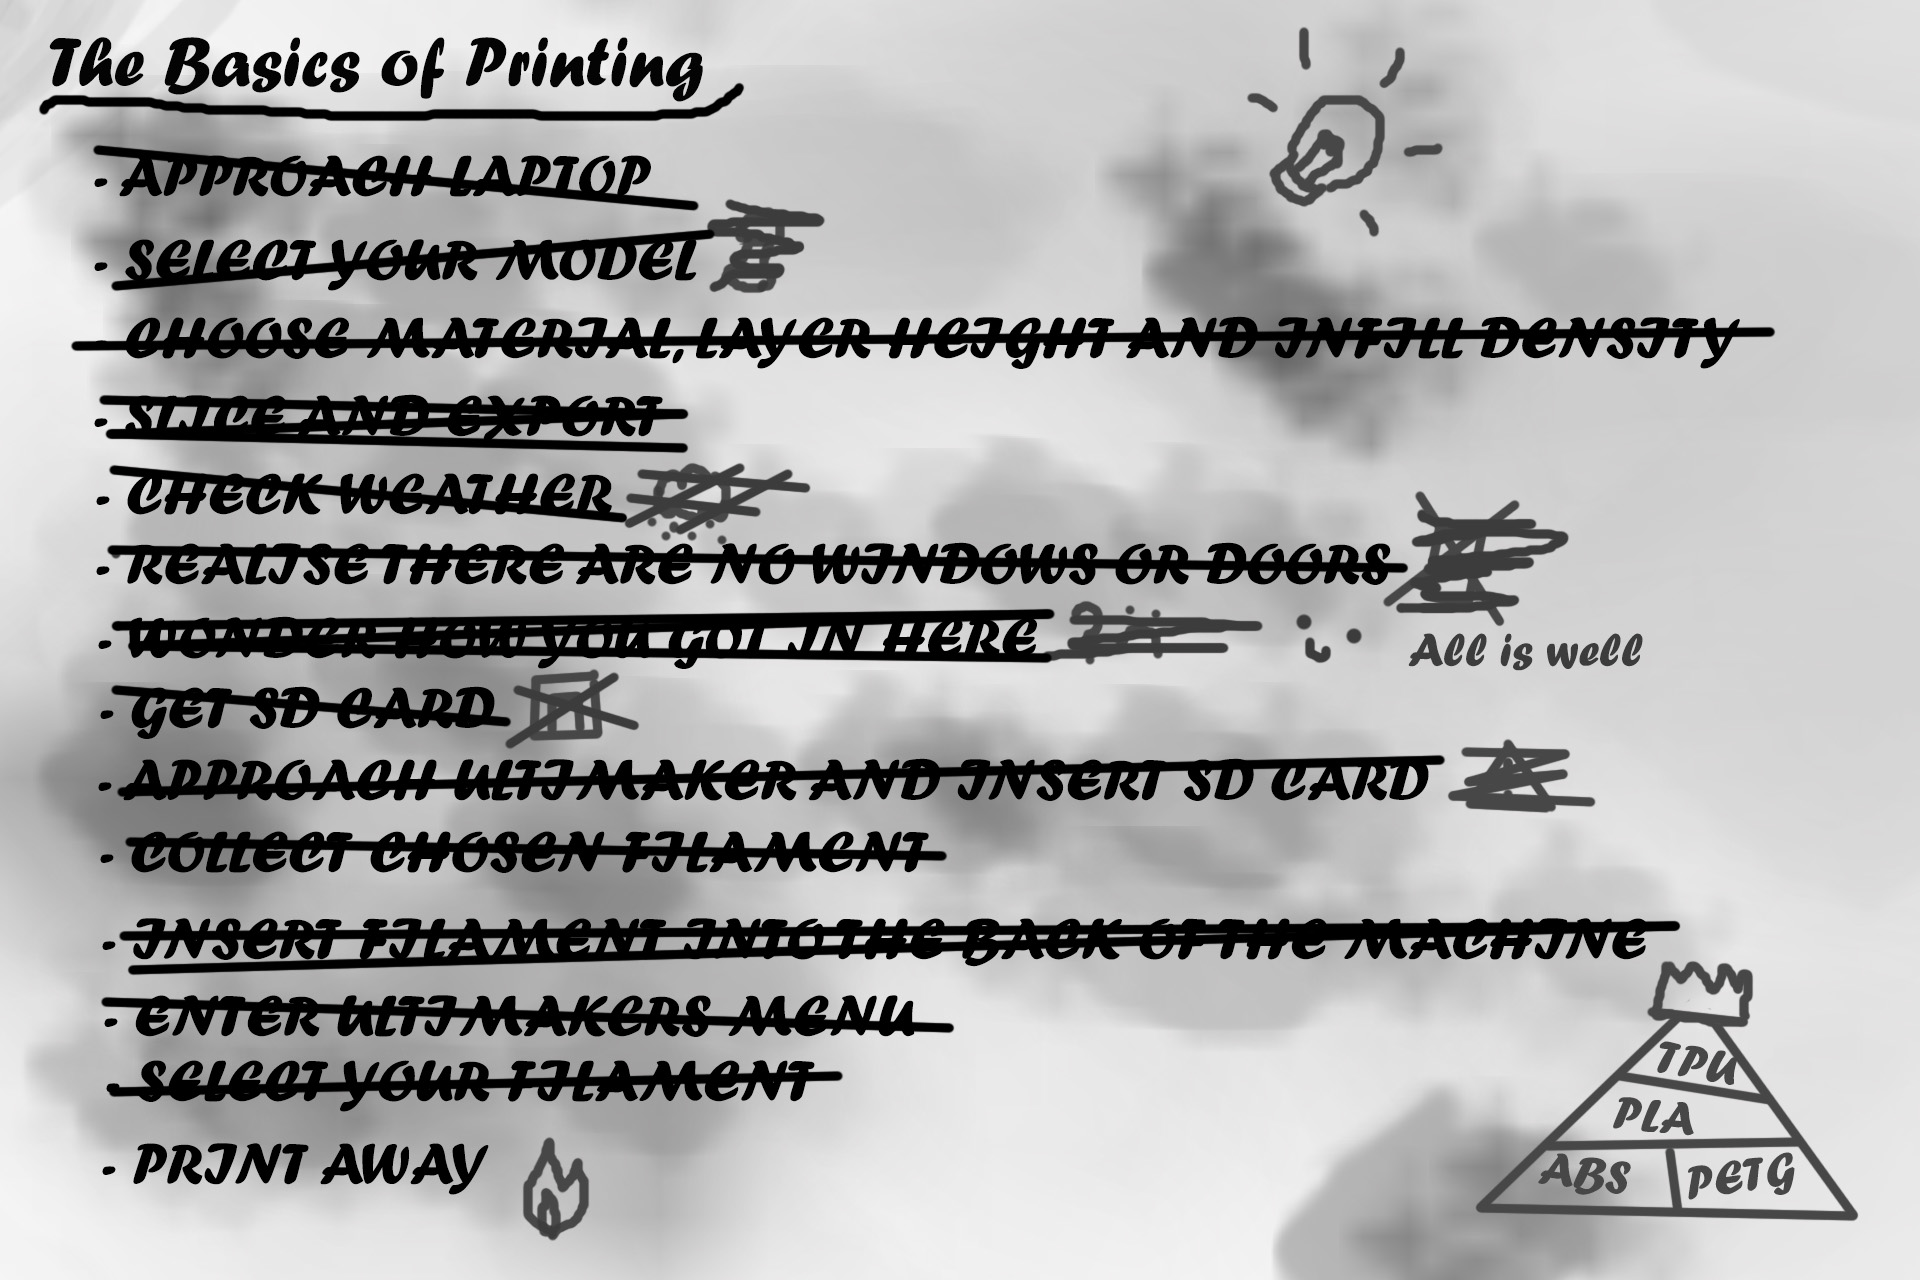 The Basics of Printing
- APPROACH LAPTOP
- SELECT YOUR MODEL
- CHOOSE MATERIAL, LAYER HEIGHT AND INFILL DENSITY
- SLICE AND EXPORT
- CHECK WEATHER
- REALISE THERE ARE NO WINDOWS OR DOORS
- WONDER HOW YOU GOT IN HERE
All is well
- GET SD CARD
- APPROACH ULTIMAKER AND INSERT SD CARD
- COLLECT CHOSEN FILAMENT
- INSERT FILAMENT INTO THE BACK OF THE MACHINE
- ENTER ULTIMAKERS MENU
- SELECT YOUR FILAMENT
- PRINT AWAY
TPU
PLA
ABS PETG